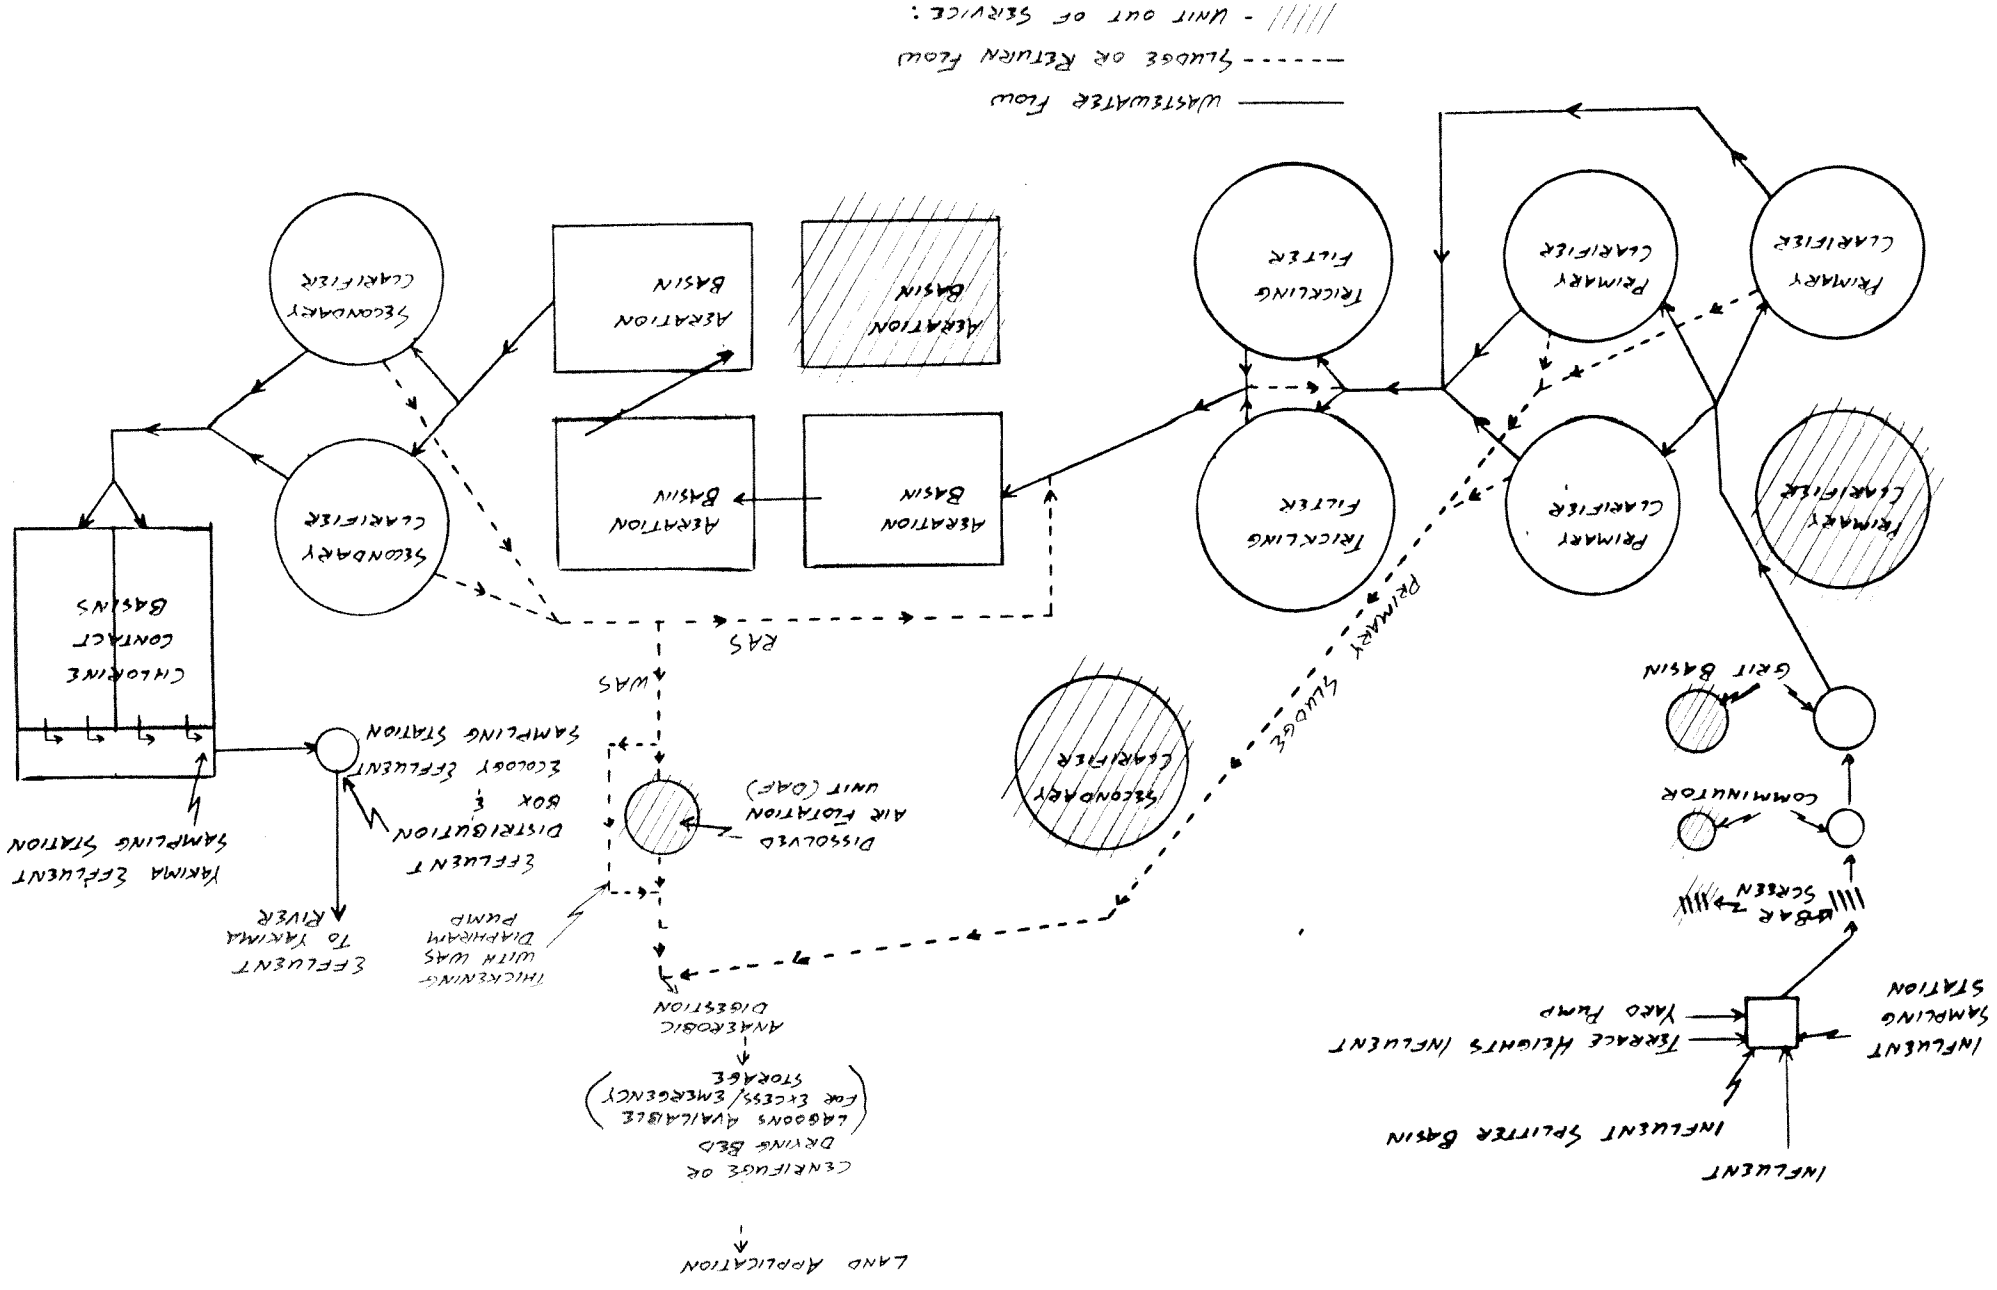 LAND APPLICATION
CENRIFUGE OR
DRYING BED
(LAGOONS AVAILABLE
FOR EXCESS/EMERGENCY
STORAGE)
ANAEROBIC
DIGESTION
INFLUENT
INFLUENT SPLITTER BASIN
INFLUENT
SAMPLING
STATION
TERRACE HEIGHTS INFLUENT
YARD PUMP
BAR
SCREEN
COMMINUTOR
GRIT BASIN
PRIMARY
CLARIFIER
PRIMARY
CLARIFIER
PRIMARY
CLARIFIER
PRIMARY
CLARIFIER
PRIMARY SLUDGE
TRICKLING
FILTER
TRICKLING
FILTER
SECONDARY
CLARIFIER
DISSOLVED
AIR FLOTATION
UNIT (DAF)
THICKENING
WITH WAS
DIAPHRAM
PUMP
WAS
RAS
AERATION
BASIN
AERATION
BASIN
AERATION
BASIN
AERATION
BASIN
SECONDARY
CLARIFIER
SECONDARY
CLARIFIER
EFFLUENT
TO YAKIMA
RIVER
EFFLUENT
DISTRIBUTION
BOX &
ECOLOGY EFFLUENT
SAMPLING STATION
YAKIMA EFFLUENT
SAMPLING STATION
CHLORINE
CONTACT
BASINS
WASTEWATER FLOW
SLUDGE OR RETURN FLOW
- UNIT OUT OF SERVICE: